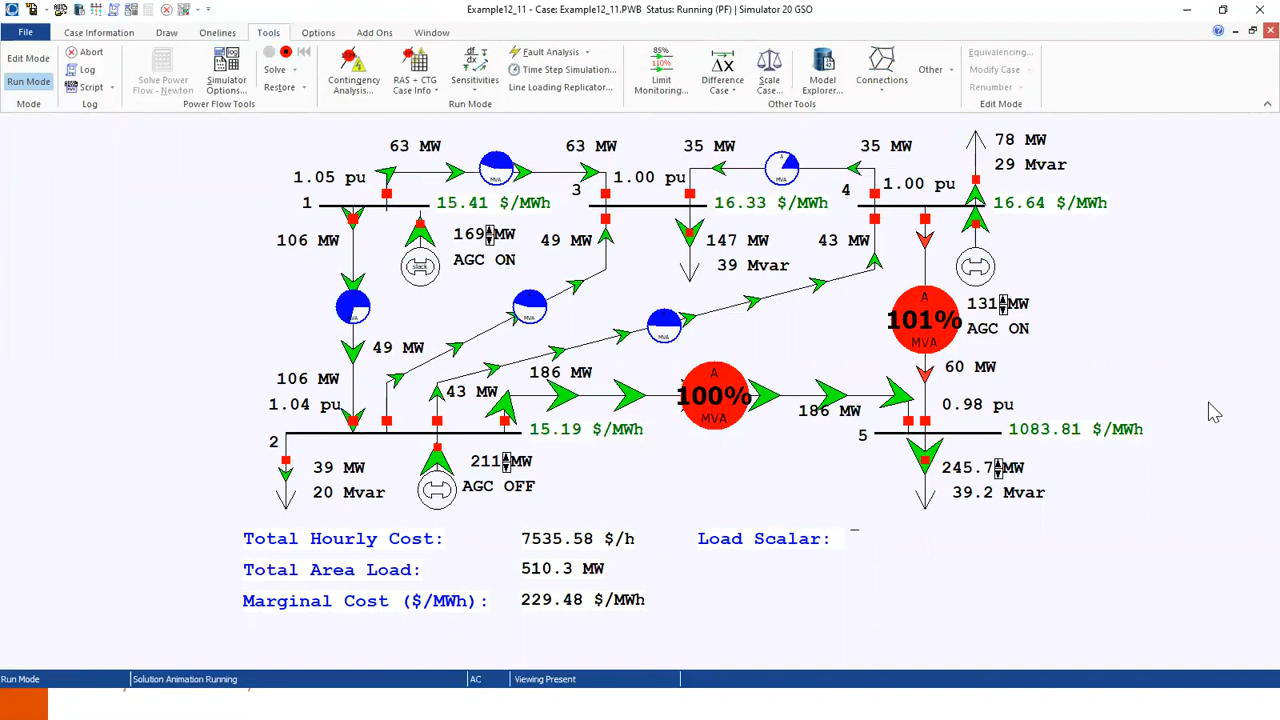 Example12_11 - Case: Example12_11.PWB Status: Running (PF) | Simulator 20 GSO
File Case Information Draw Onelines Tools Options Add Ons Window
Edit Mode
Run Mode
Mode
Abort
Log
Script
Log
Solve Power
Flow - Newton
Simulator
Options...
Solve
Restore
Power Flow Tools
Contingency
Analysis...
RAS + CTG
Case Info
Sensitivities
Fault Analysis
Time Step Simulation...
Line Loading Replicator...
Run Mode
85%
110%
Limit
Monitoring...
ΔX
Difference
Case
Scale
Case...
Model
Explorer...
Connections
Other
Other Tools
Equivalencing...
Modify Case
Renumber
Edit Mode
63 MW
63 MW
35 MW
35 MW
78 MW
29 Mvar
1.05 pu
1.00 pu
1.00 pu
1
15.41 $/MWh
3
16.33 $/MWh
4
16.64 $/MWh
106 MW
169 MW
AGC ON
slack
49 MW
147 MW
39 Mvar
43 MW
A
MVA
A
101%
MVA
131 MW
AGC ON
49 MW
106 MW
1.04 pu
43 MW
186 MW
A
100%
MVA
186 MW
60 MW
0.98 pu
2
15.19 $/MWh
5
1083.81 $/MWh
39 MW
20 Mvar
211 MW
AGC OFF
245.7 MW
39.2 Mvar
Total Hourly Cost: 7535.58 $/h Load Scalar:
Total Area Load: 510.3 MW
Marginal Cost ($/MWh): 229.48 $/MWh
Run Mode Solution Animation Running AC Viewing Present